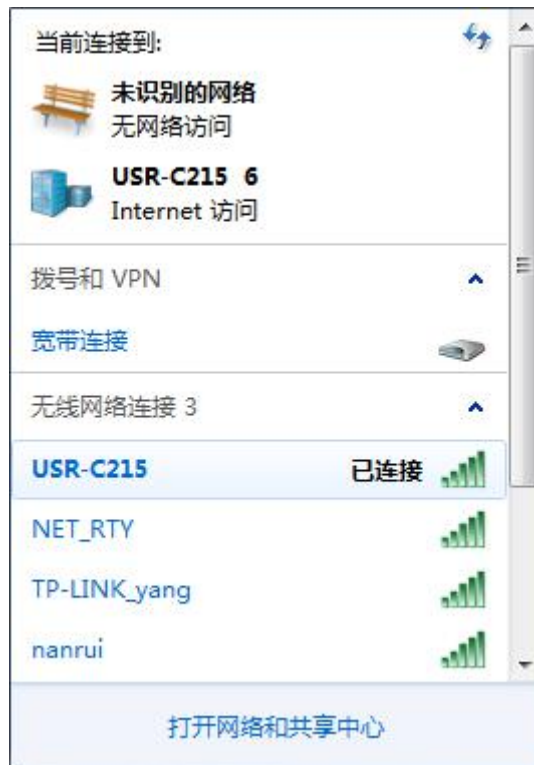 当前连接到:
未识别的网络
无网络访问
USR-C215  6
Internet 访问
拨号和 VPN
宽带连接
无线网络连接 3
USR-C215 已连接
NET_RTY
TP-LINK_yang
nanrui
打开网络和共享中心